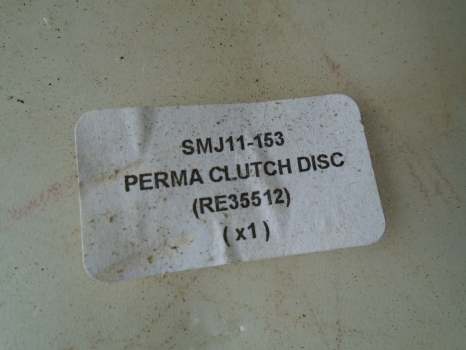 SMJ11-153
PERMA CLUTCH DISC
(RE35512)
( x1 )